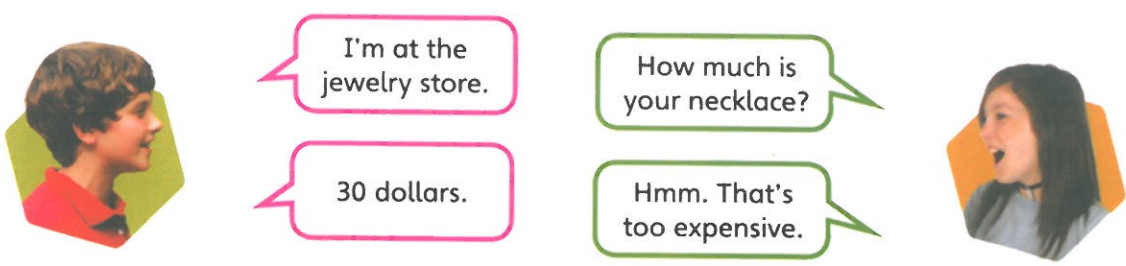 I'm at the
jewelry store.
How much is
your necklace?
30 dollars.
Hmm. That's
too expensive.